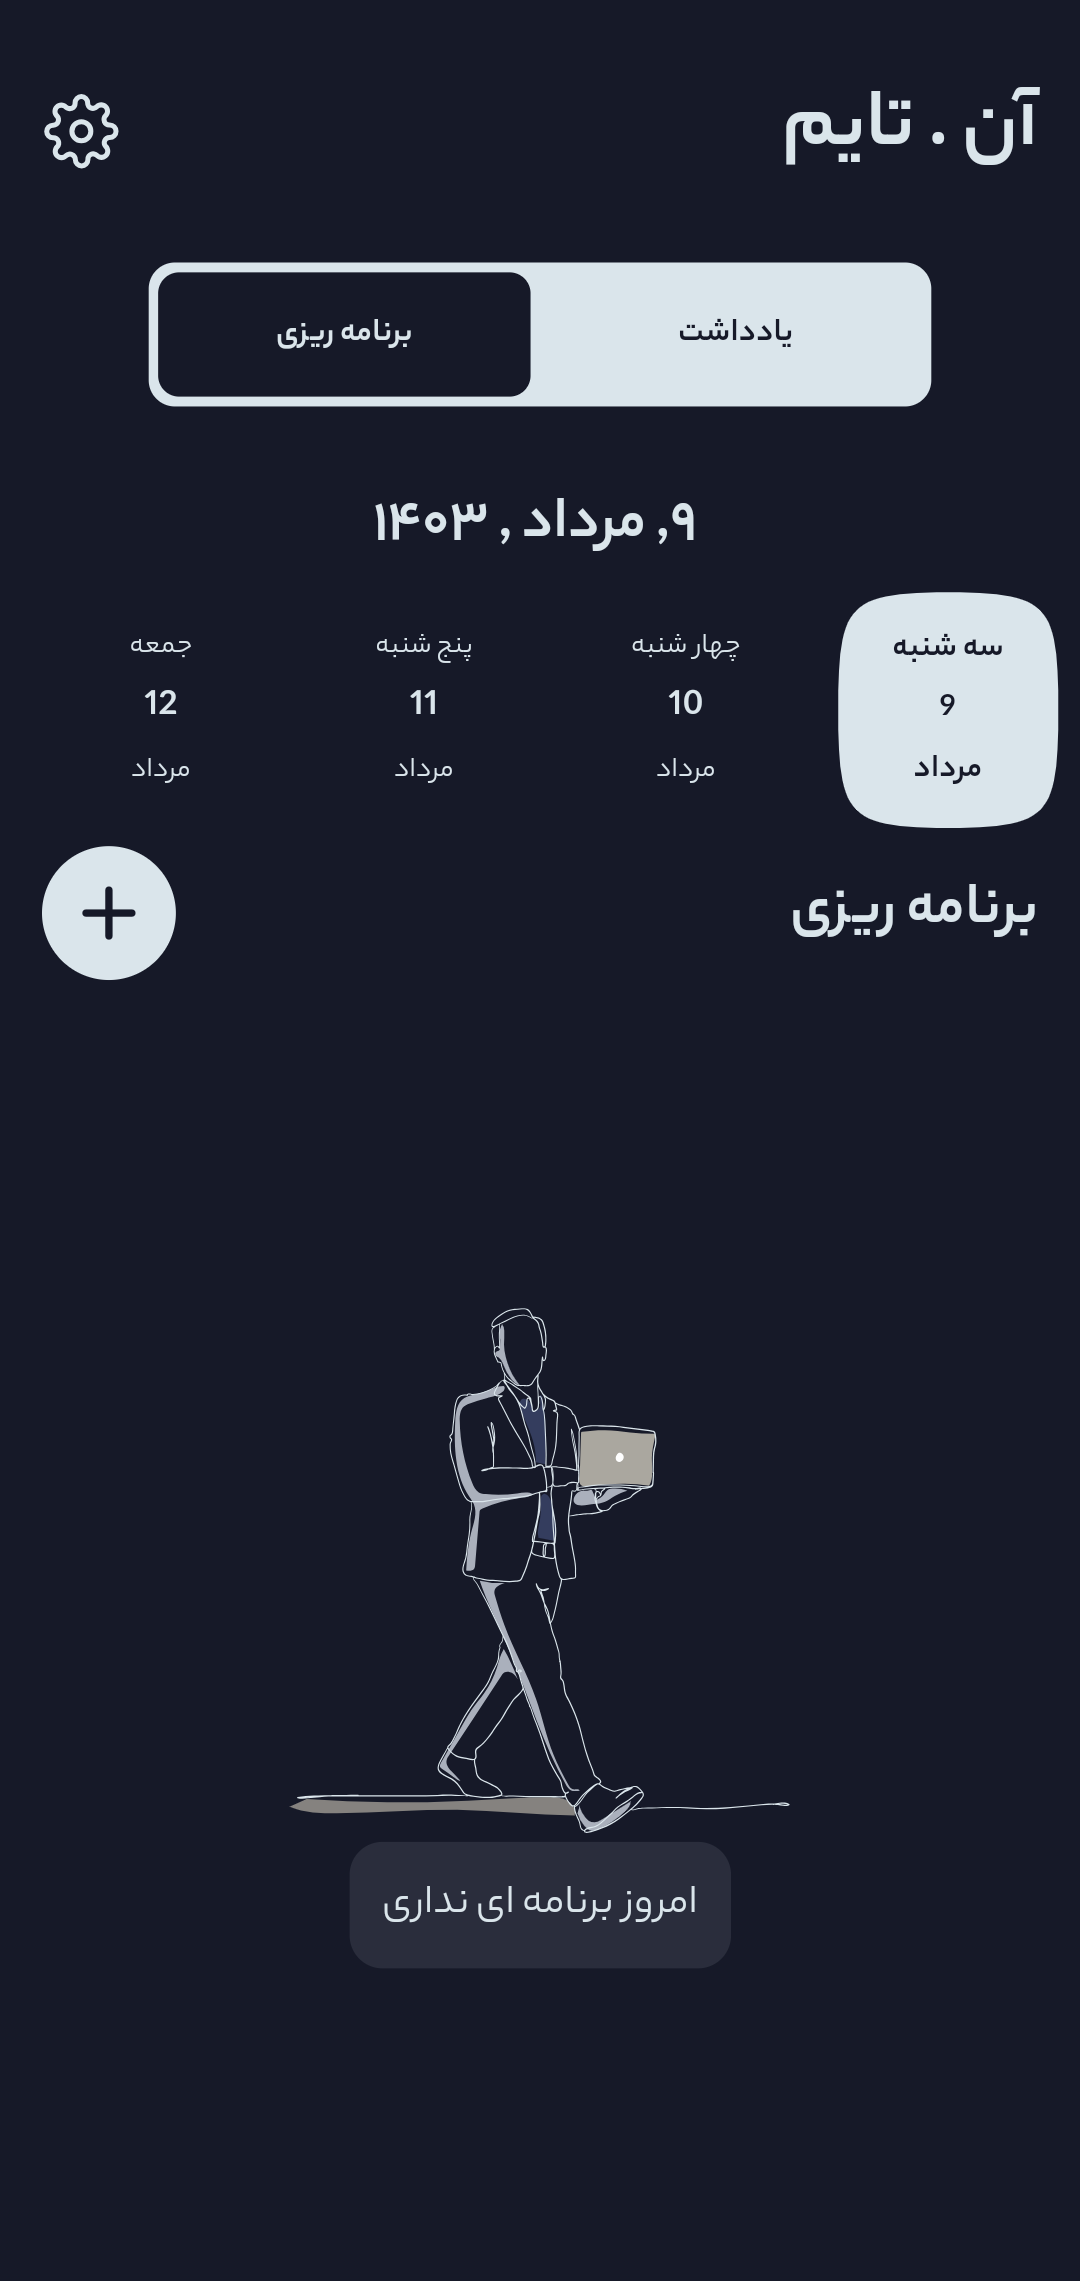 آن . تایم
یادداشت
برنامه ریزی
۹, مرداد , ۱۴۰۳
سه شنبه
9
مرداد
چهار شنبه
10
مرداد
پنج شنبه
11
مرداد
جمعه
12
مرداد
برنامه ریزی
امروز برنامه ای نداری